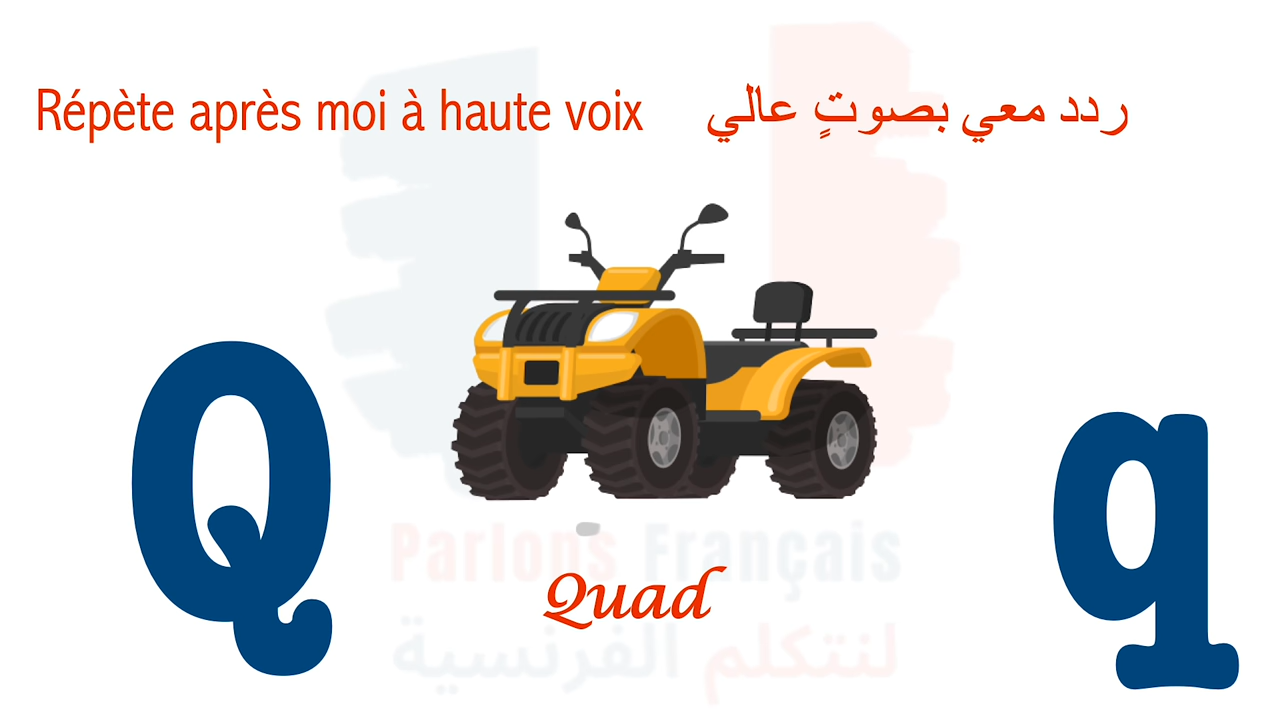 Répète après moi à haute voix
ردد معي بصوتٍ عالي
Q
q
Parlons Français
Quad
لنتكلم الفرنسية